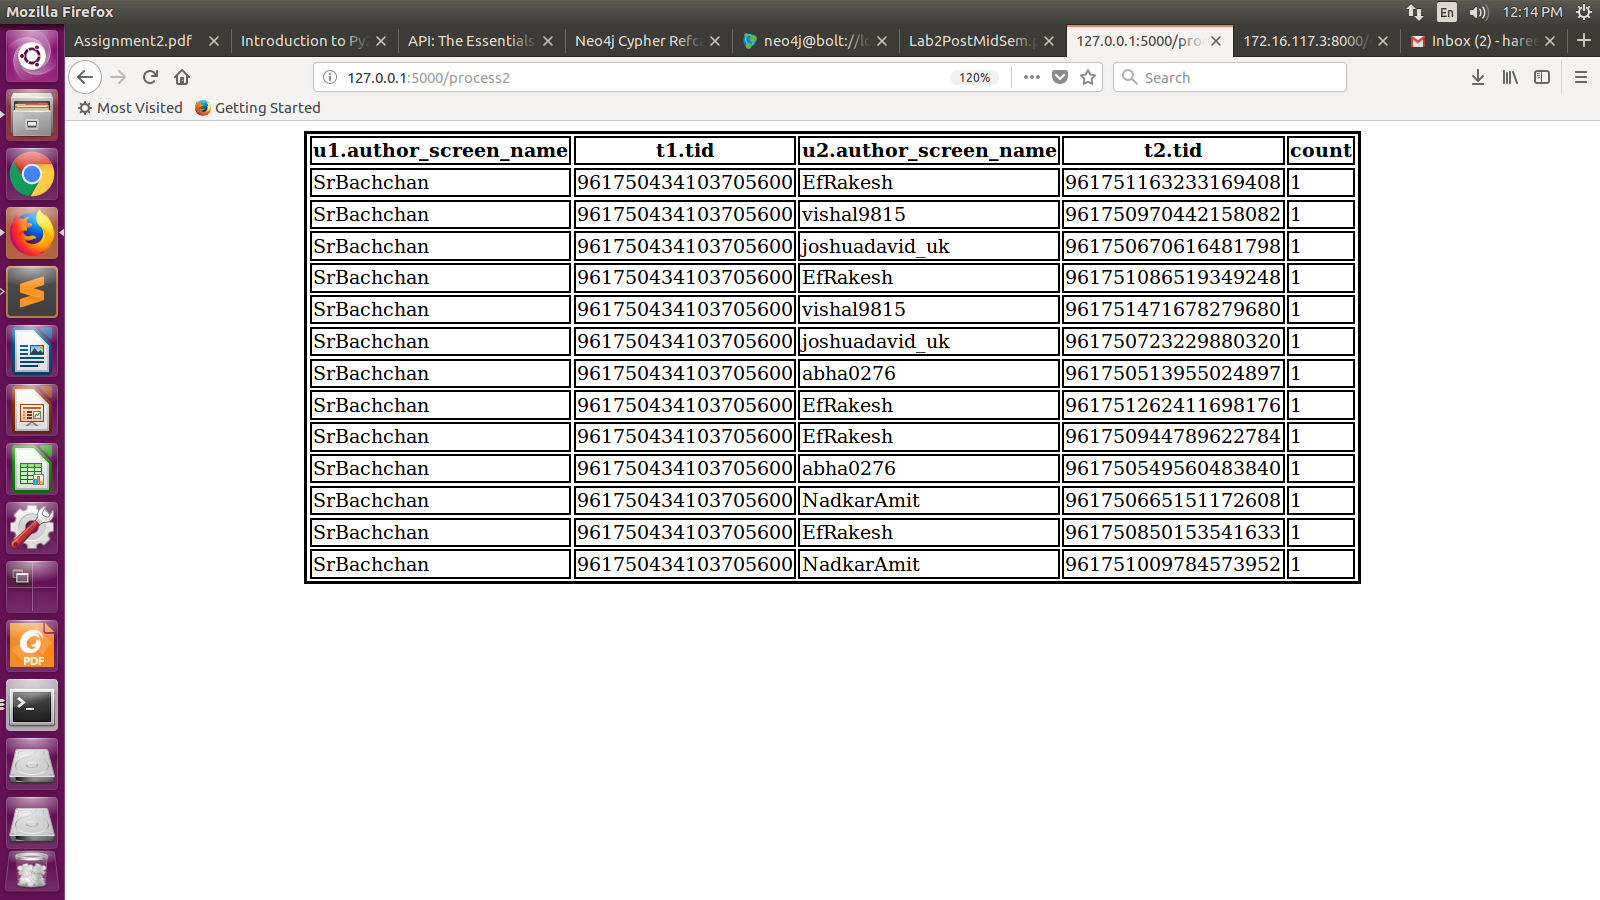 Mozilla Firefox En 12:14 PM
Assignment2.pdf Introduction to Py2 API: The Essentials Neo4j Cypher Refca neo4j@bolt://lo Lab2PostMidSem.p 127.0.0.1:5000/proc 172.16.117.3:8000/ Inbox (2) - haree
127.0.0.1:5000/process2 120% Search
Most Visited Getting Started
u1.author_screen_name t1.tid u2.author_screen_name t2.tid count
SrBachchan 961750434103705600 EfRakesh 961751163233169408 1
SrBachchan 961750434103705600 vishal9815 961750970442158082 1
SrBachchan 961750434103705600 joshuadavid_uk 961750670616481798 1
SrBachchan 961750434103705600 EfRakesh 961751086519349248 1
SrBachchan 961750434103705600 vishal9815 961751471678279680 1
SrBachchan 961750434103705600 joshuadavid_uk 961750723229880320 1
SrBachchan 961750434103705600 abha0276 961750513955024897 1
SrBachchan 961750434103705600 EfRakesh 961751262411698176 1
SrBachchan 961750434103705600 EfRakesh 961750944789622784 1
SrBachchan 961750434103705600 abha0276 961750549560483840 1
SrBachchan 961750434103705600 NadkarAmit 961750665151172608 1
SrBachchan 961750434103705600 EfRakesh 961750850153541633 1
SrBachchan 961750434103705600 NadkarAmit 961751009784573952 1
PDF